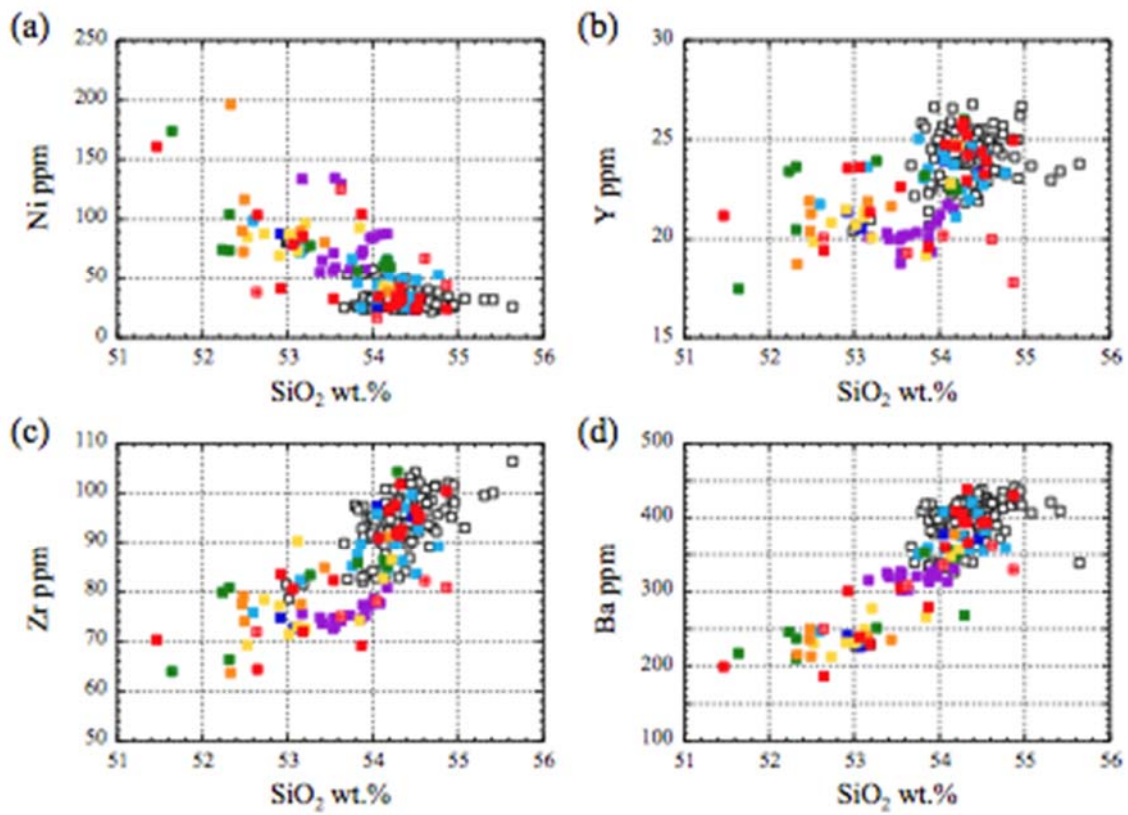 (a)
Ni ppm
250
200
150
100
50
0
51 52 53 54 55 56
SiO₂ wt.%
(b)
Y ppm
30
25
20
15
51 52 53 54 55 56
SiO₂ wt.%
(c)
Zr ppm
110
100
90
80
70
60
50
51 52 53 54 55 56
SiO₂ wt.%
(d)
Ba ppm
500
400
300
200
100
51 52 53 54 55 56
SiO₂ wt.%